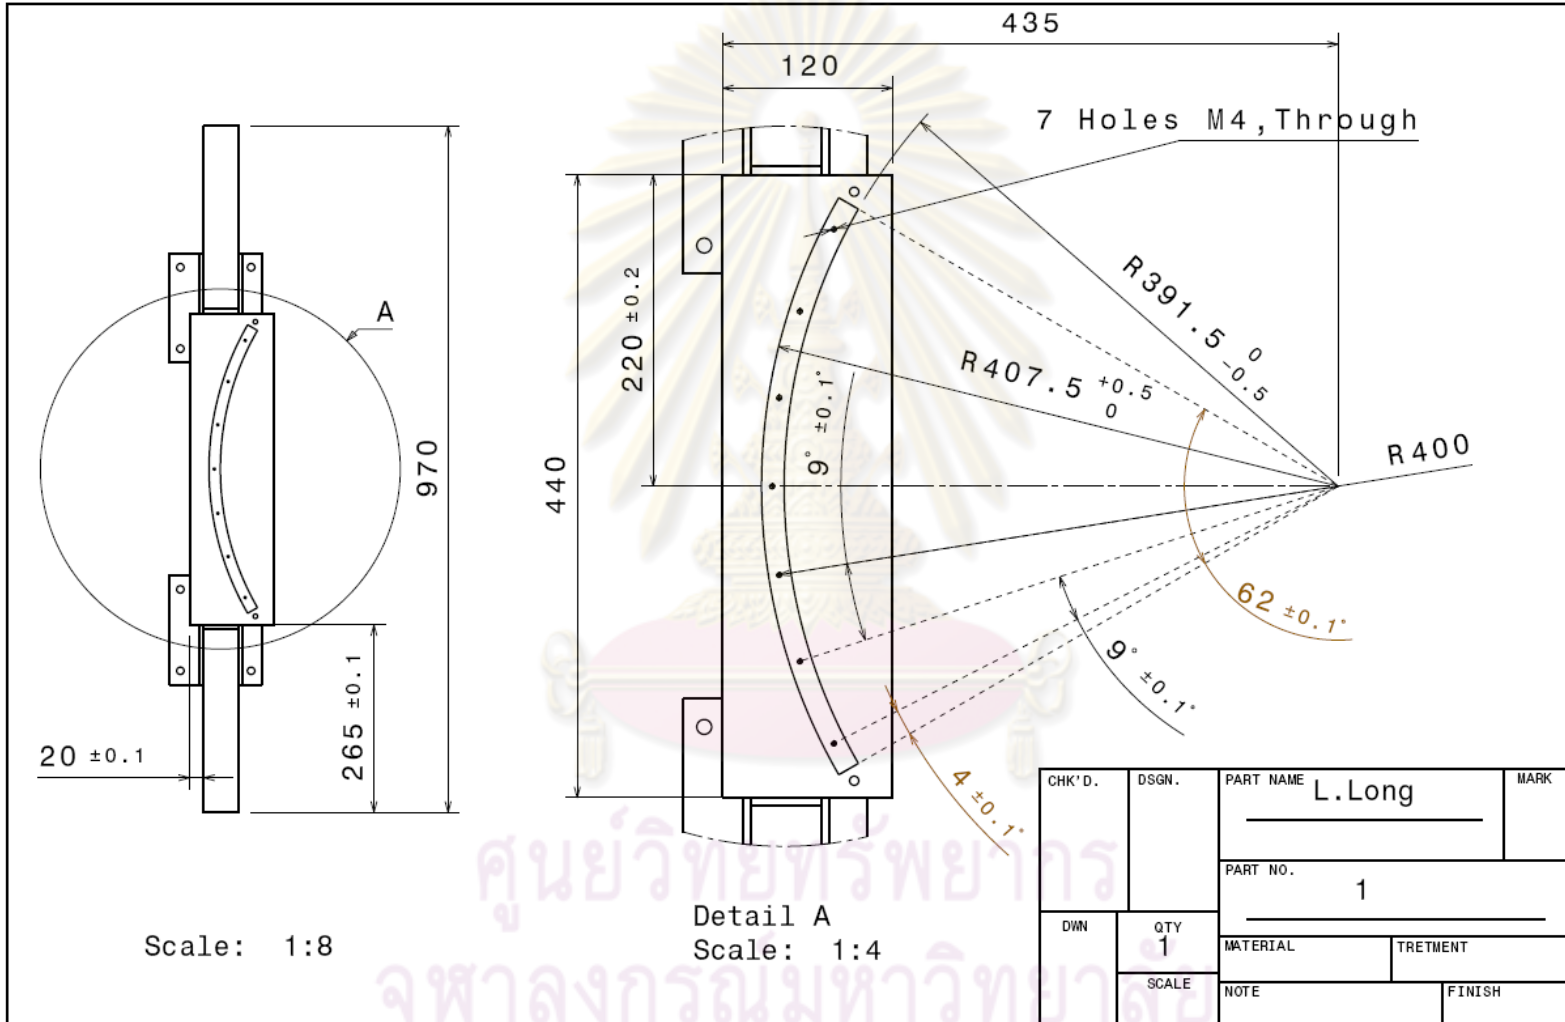 435
120
7 Holes M4,Through
A
970
265 ±0.1
20 ±0.1
440
220 ±0.2
R391.5 0 -0.5
R407.5 +0.5 0
9° ±0.1°
R400
62 ±0.1°
9° ±0.1°
4 ±0.1°
Scale: 1:8
Detail A
Scale: 1:4
CHK'D.
DSGN.
PART NAME L.Long
MARK
PART NO.
1
DWN
QTY
1
MATERIAL
TRETMENT
SCALE
NOTE
FINISH
ศูนย์วิทยทรัพยากร
จุฬาลงกรณ์มหาวิทยาลัย